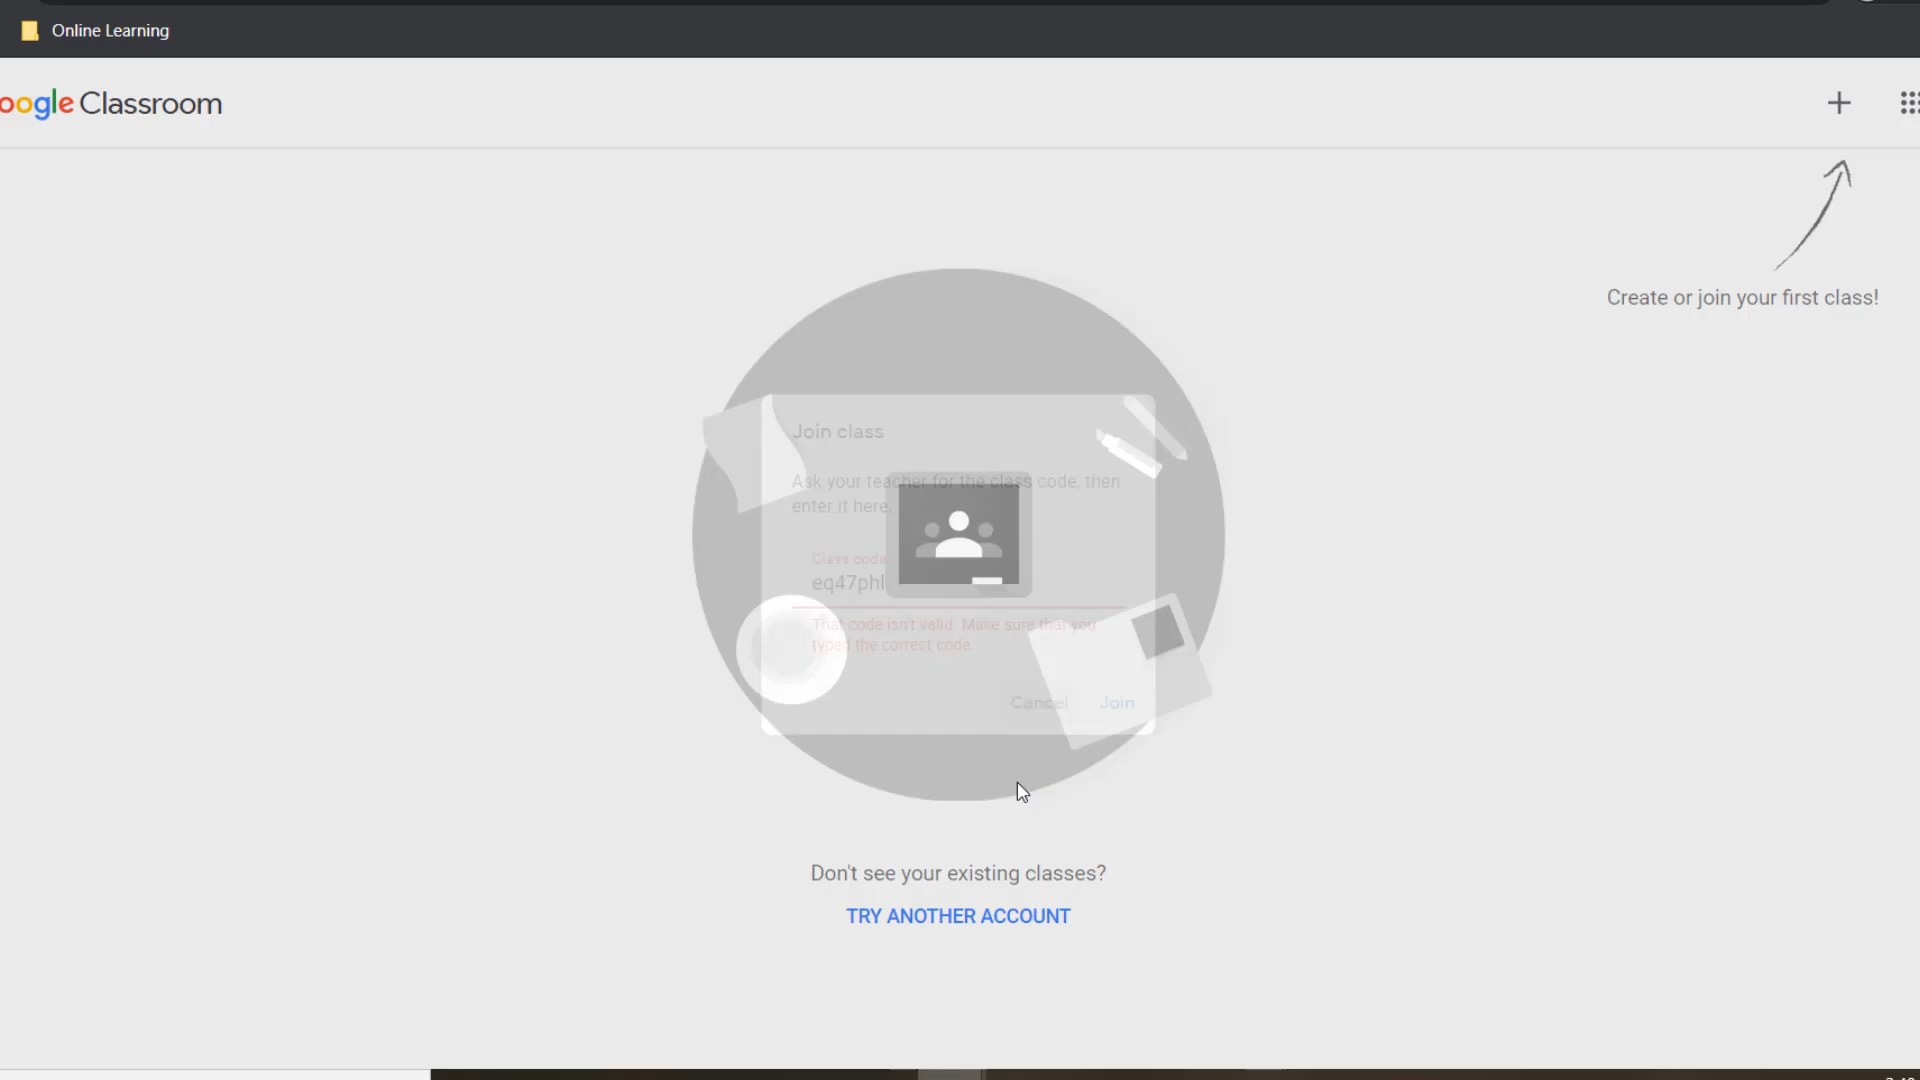 Online Learning
oogle Classroom
Create or join your first class!
Join class
Ask your teacher for the class code, then
enter it here.
Class code
eq47phl
That code isn't valid. Make sure that you
typed the correct code.
Cancel Join
Don't see your existing classes?
TRY ANOTHER ACCOUNT